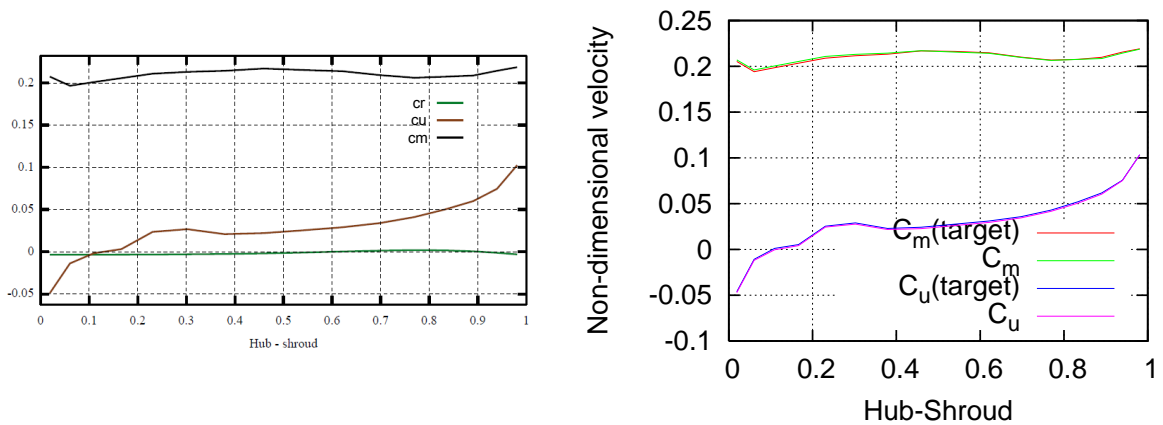 0.2
0.15
0.1
0.05
0
-0.05
cr
cu
cm
0 0.1 0.2 0.3 0.4 0.5 0.6 0.7 0.8 0.9 1
Hub - shroud
Non-dimensional velocity
0.25
0.2
0.15
0.1
0.05
0
-0.05
-0.1
Cm(target)
Cm
Cu(target)
Cu
0 0.2 0.4 0.6 0.8 1
Hub-Shroud